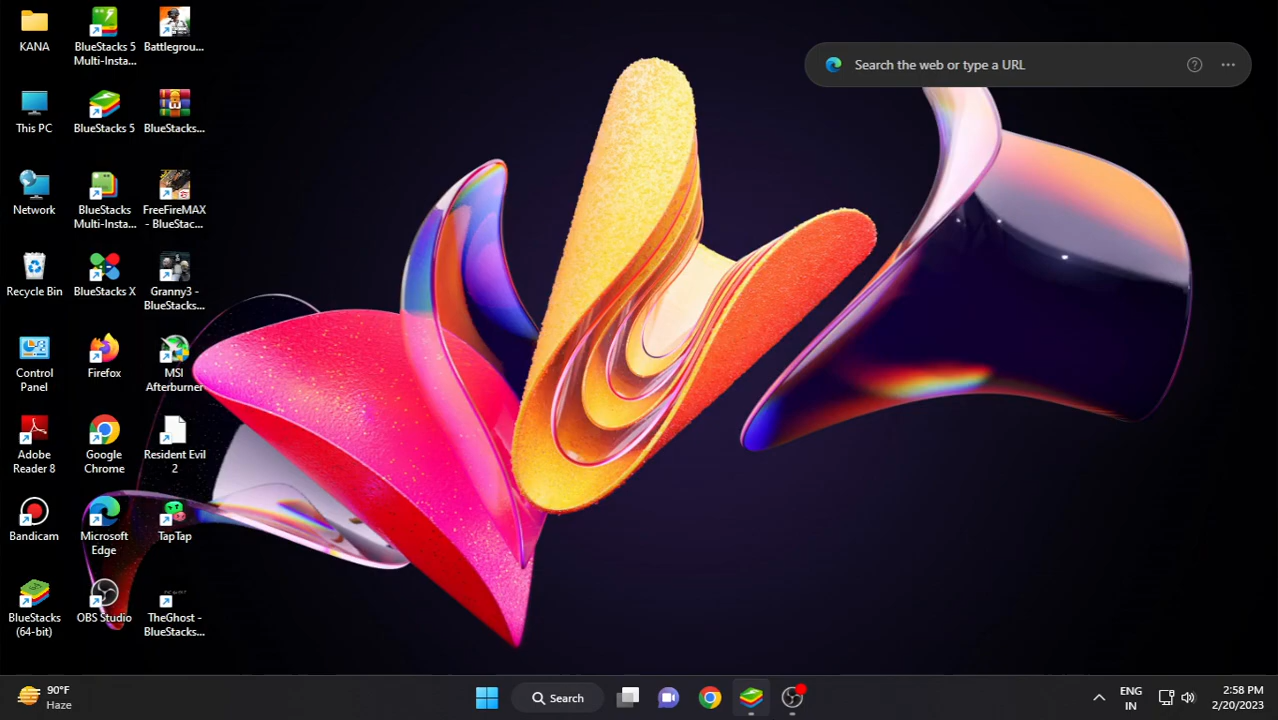 KANA
BlueStacks 5
Multi-Insta...
Battlegrou...
Search the web or type a URL
This PC
BlueStacks 5
BlueStacks...
Network
BlueStacks
Multi-Insta...
FreeFireMAX
- BlueStac...
Recycle Bin
BlueStacks X
Granny3 -
BlueStacks...
Control
Panel
Firefox
MSI
Afterburner
Adobe
Reader 8
Google
Chrome
Resident Evil
2
Bandicam
Microsoft
Edge
TapTap
BlueStacks
(64-bit)
OBS Studio
TheGhost -
BlueStacks...
90°F
Haze
Search
ENG
IN
2:58 PM
2/20/2023